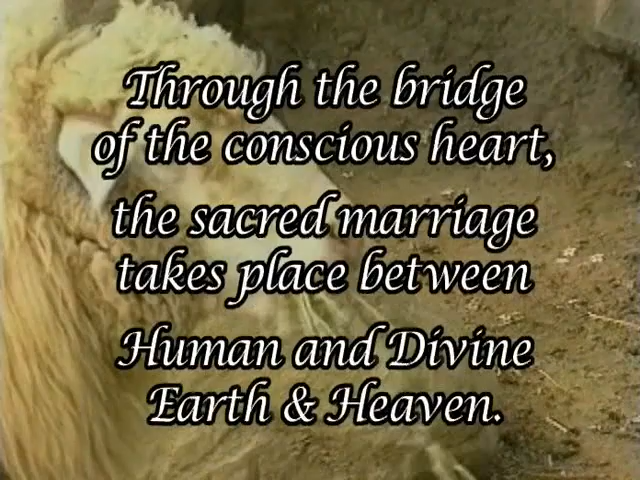 Through the bridge
of the conscious heart,
the sacred marriage
takes place between
Human and Divine
Earth & Heaven.